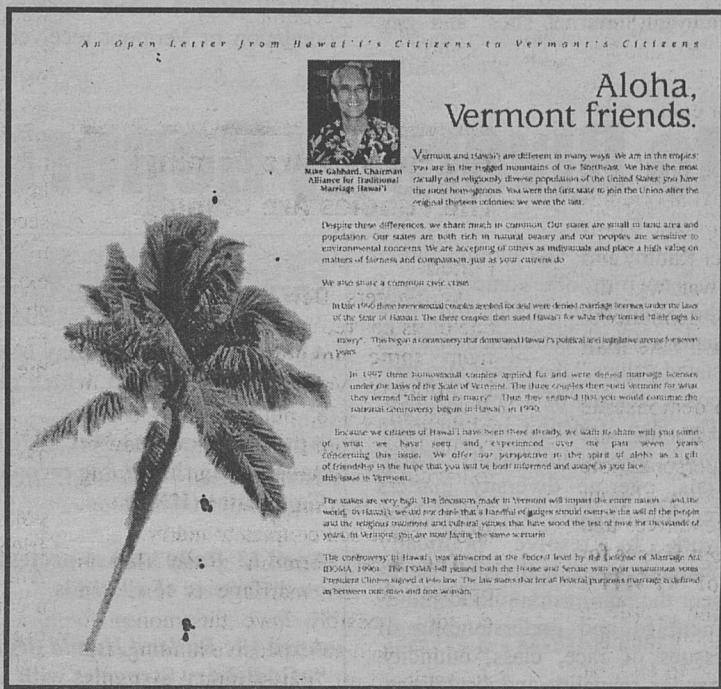 An Open Letter from Hawai'i's Citizens to Vermont's Citizens
Aloha,
Vermont friends.
Mike Gabbard, Chairman
Alliance for Traditional
Marriage Hawai'i
Vermont and Hawai'i are different in many ways. We are in the tropics;
you are in the rugged mountains of the Northeast. We have the most
racially and religiously diverse population of the United States; you have
the most homogenous. You were the first state to join the Union after the
original thirteen colonies; we were the last.
Despite these differences, we share much in common. Our states are small in land area and
population. Our states are both rich in natural beauty and our peoples are sensitive to
environmental concerns. We are accepting of others as individuals and place a high value on
matters of fairness and compassion, just as your citizens do.
We also share a common civic crisis.
In late 1990 three homosexual couples applied for and were denied marriage licenses under the laws
of the State of Hawai'i. The three couples then sued Hawai'i for what they termed "their right to
marry". This began a controversy that dominated Hawai'i's political and legislative arenas for seven
years.
In 1997 three homosexual couples applied for and were denied marriage licenses
under the laws of the State of Vermont. The three couples then sued Vermont for what
they termed "their right to marry". Thus they ensured that you would continue the
national controversy begun in Hawai'i in 1990.
Because we citizens of Hawai'i have been there already, we want to share with you some
of what we have seen and experienced over the past seven years
concerning this issue. We offer our perspective in the spirit of aloha as a gift
of friendship in the hope that you will be both informed and aware as you face
this issue in Vermont.
The stakes are very high. The decisions made in Vermont will impact the entire nation and the
world. In Hawai'i, we did not think that a handful of judges should override the will of the people
and the religious traditions and cultural values that have stood the test of time for thousands of
years. In Vermont, you are now facing the same scenario.
The controversy in Hawai'i was answered at the Federal level by the Defense of Marriage Act
(DOMA, 1996). The DOMA bill passed both the House and Senate with near unanimous votes.
President Clinton signed it into law. The law states that for all Federal purposes marriage is defined
as between one man and one woman.